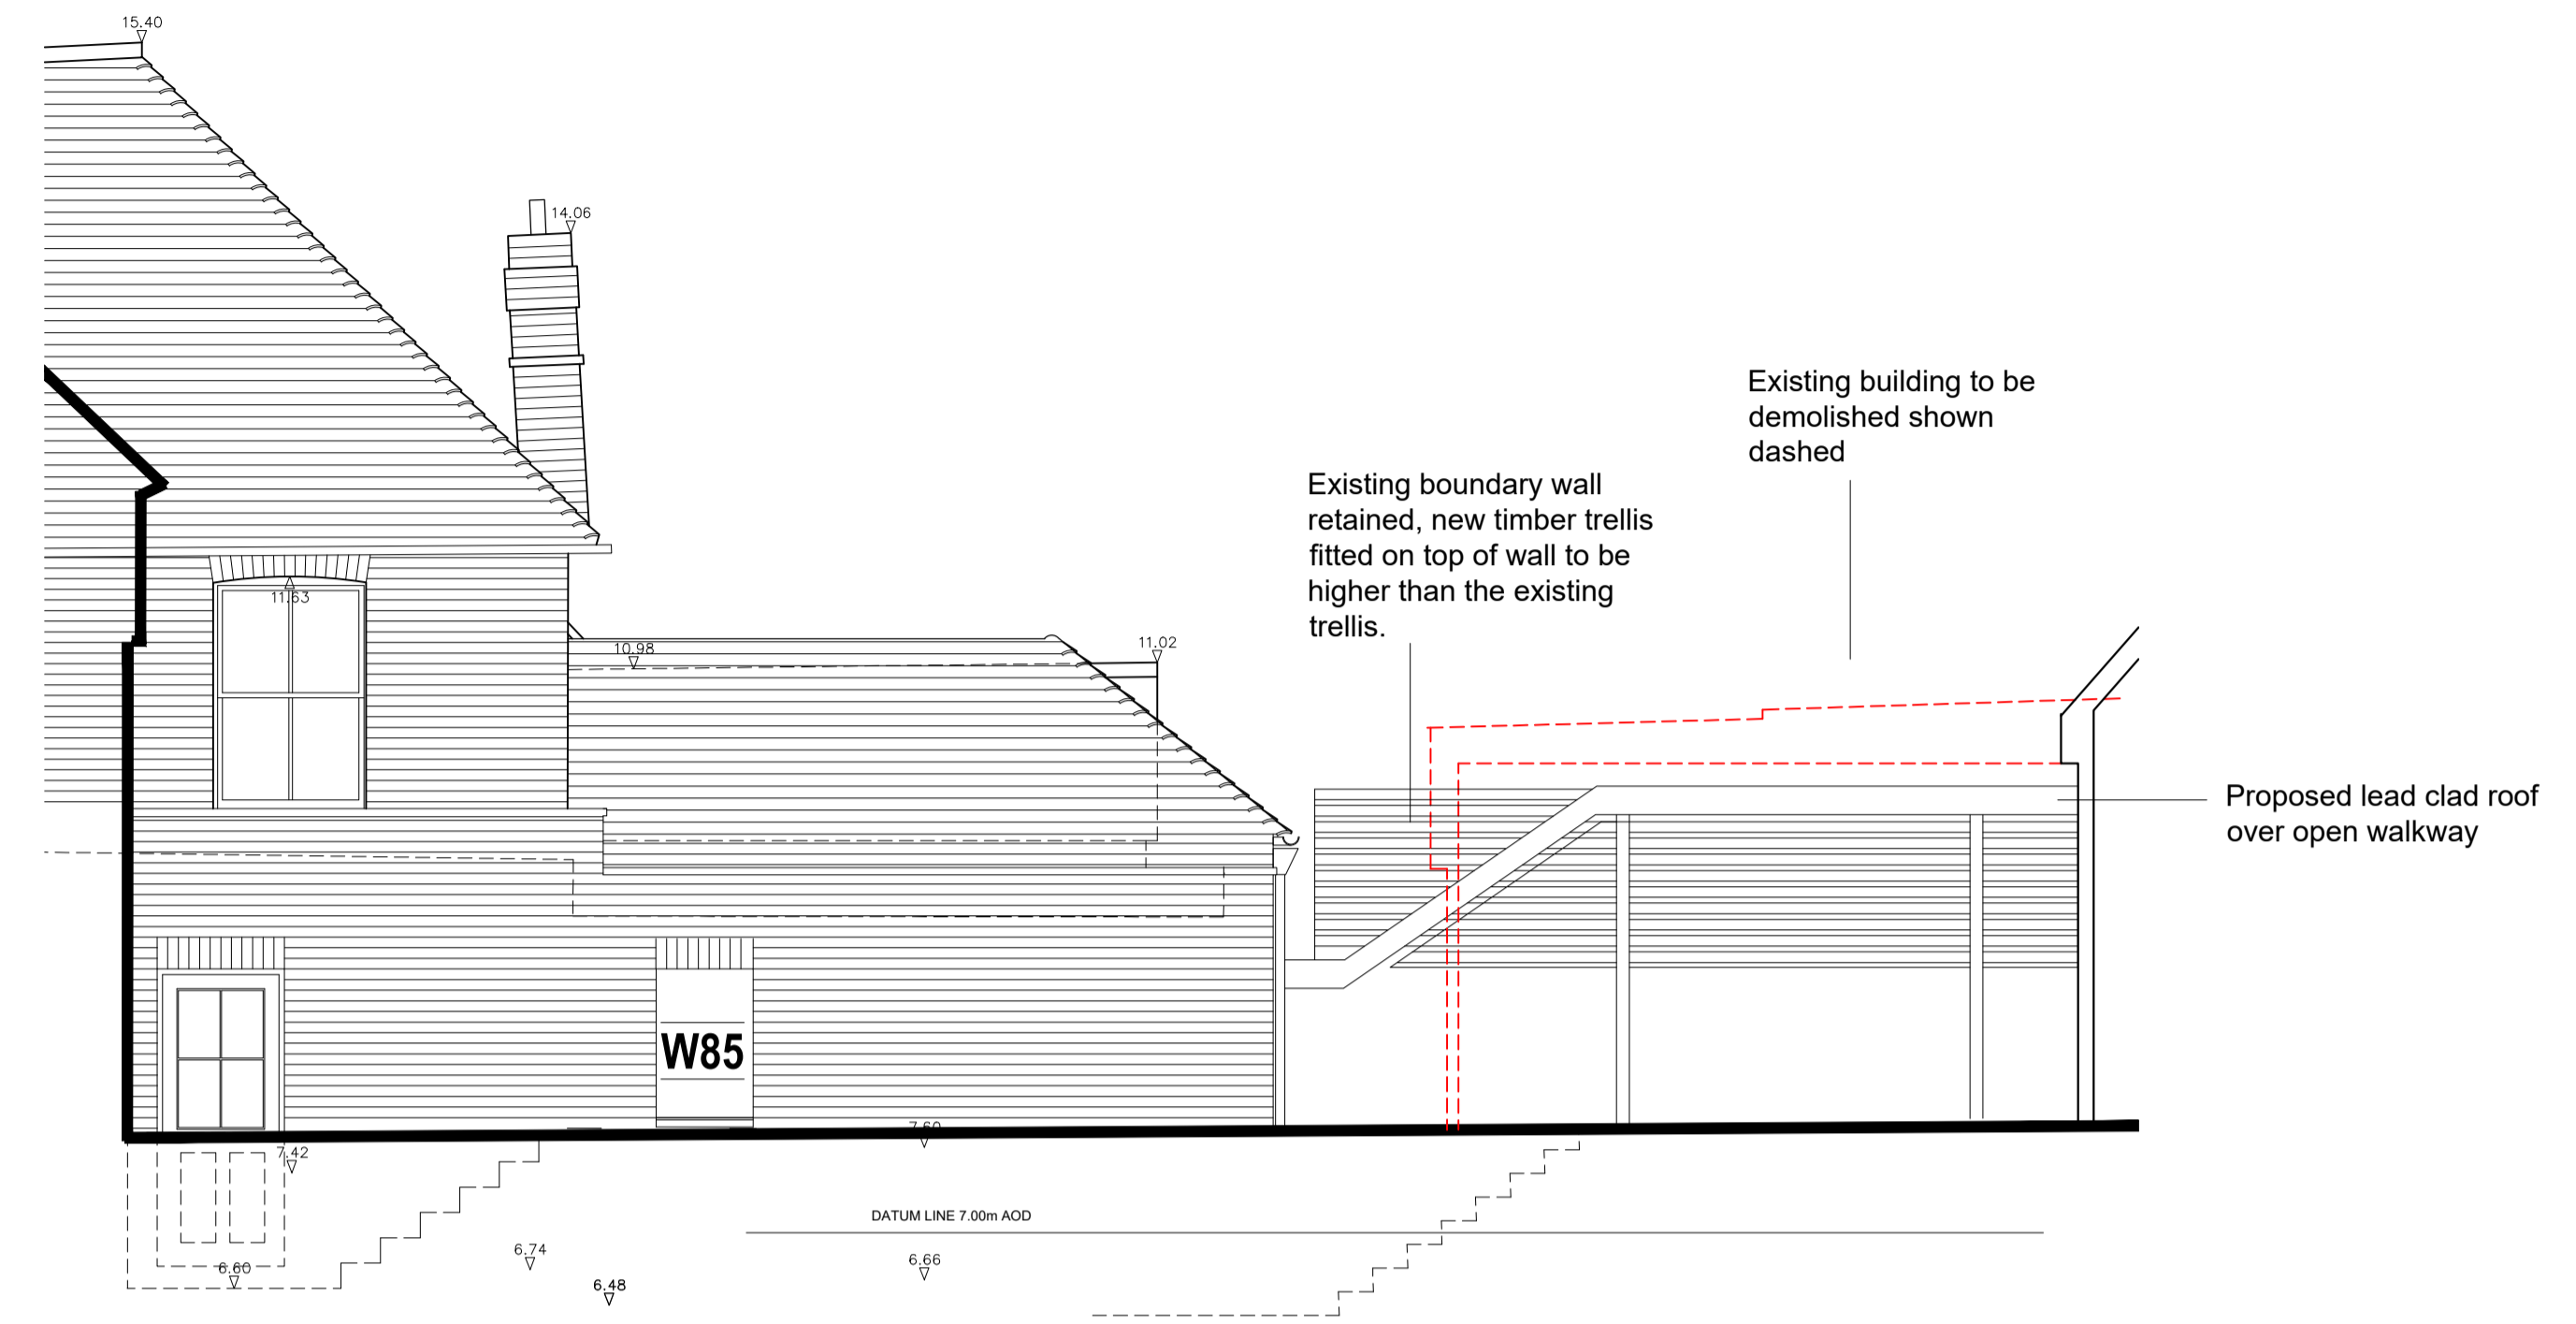 15.40
14.06
Existing building to be
demolished shown
dashed
Existing boundary wall
retained, new timber trellis
fitted on top of wall to be
higher than the existing
trellis.
11.63
10.98
11.02
Proposed lead clad roof
over open walkway
W85
7.60
7.42
DATUM LINE 7.00m AOD
6.74
6.66
6.60
6.48